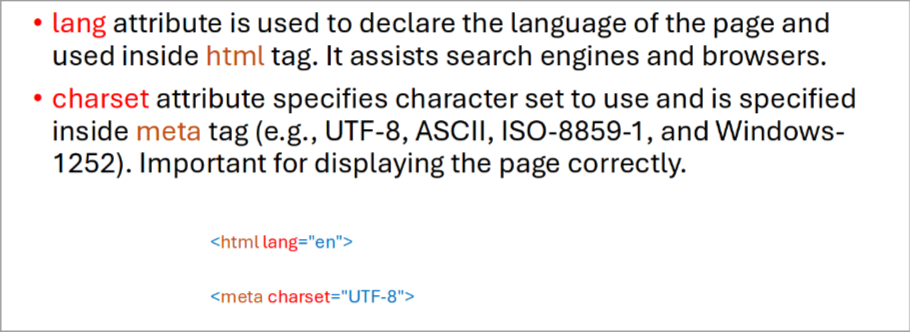 • lang attribute is used to declare the language of the page and
used inside html tag. It assists search engines and browsers.
• charset attribute specifies character set to use and is specified
inside meta tag (e.g., UTF-8, ASCII, ISO-8859-1, and Windows-
1252). Important for displaying the page correctly.
<html lang="en">
<meta charset="UTF-8">